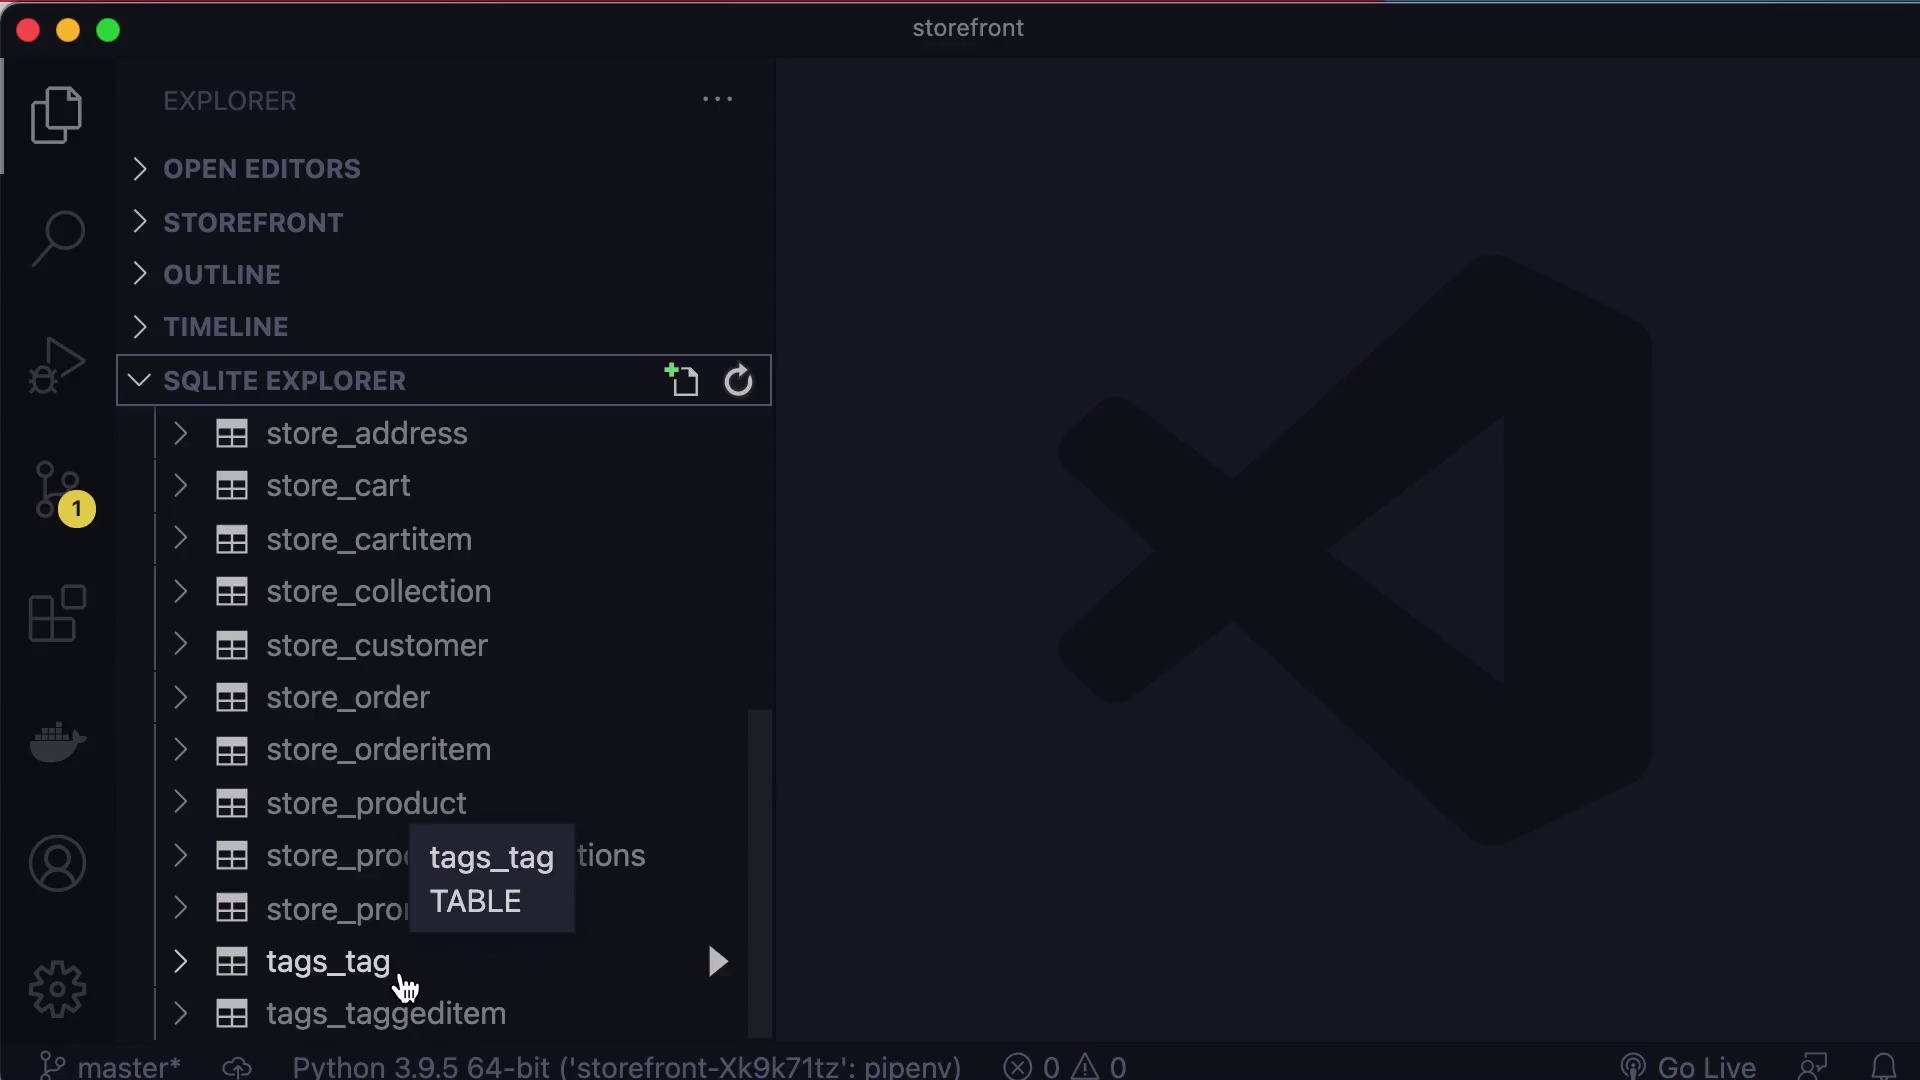 storefront
EXPLORER
OPEN EDITORS
STOREFRONT
OUTLINE
TIMELINE
SQLITE EXPLORER
store_address
store_cart
store_cartitem
store_collection
store_customer
store_order
store_orderitem
store_product
store_pro tions
tags_tag
TABLE
store_pro
tags_tag
tags_taggeditem
1
master*
Python 3.9.5 64-bit ('storefront-Xk9k71tz': pipenv)
0
0
Go Live